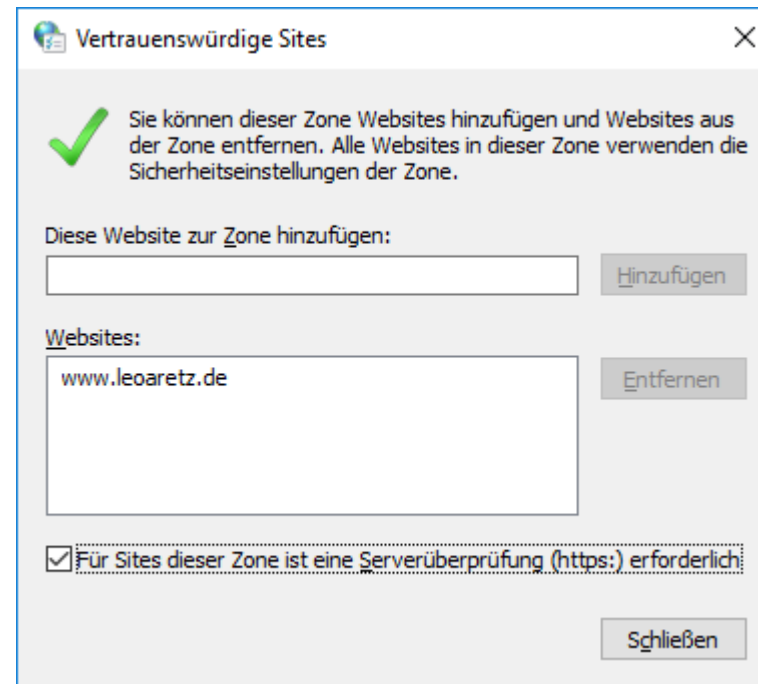 Vertrauenswürdige Sites
Sie können dieser Zone Websites hinzufügen und Websites aus
der Zone entfernen. Alle Websites in dieser Zone verwenden die
Sicherheitseinstellungen der Zone.
Diese Website zur Zone hinzufügen:
Hinzufügen
Websites:
www.leoaretz.de
Entfernen
Für Sites dieser Zone ist eine Serverüberprüfung (https:) erforderlich
Schließen